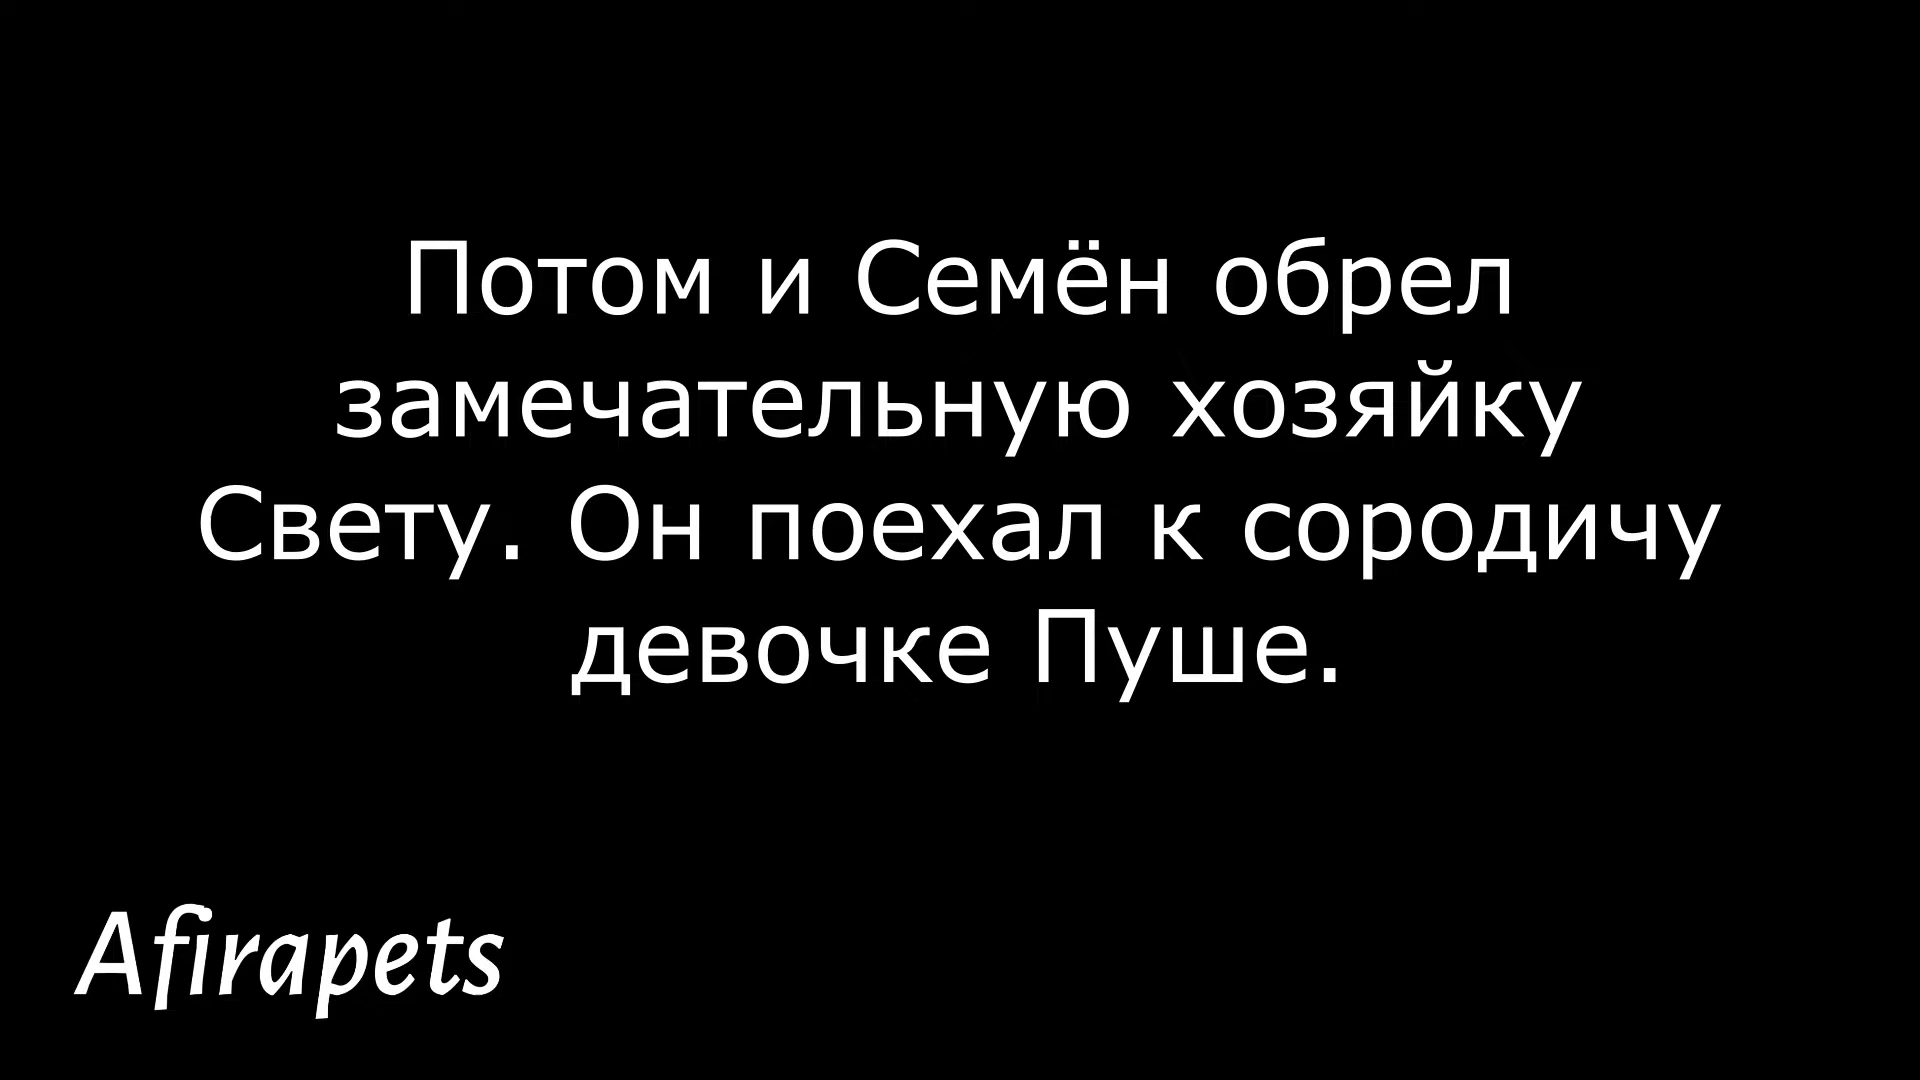 Потом и Семён обрел
замечательную хозяйку
Свету. Он поехал к сородичу
девочке Пуше.
Afirapets